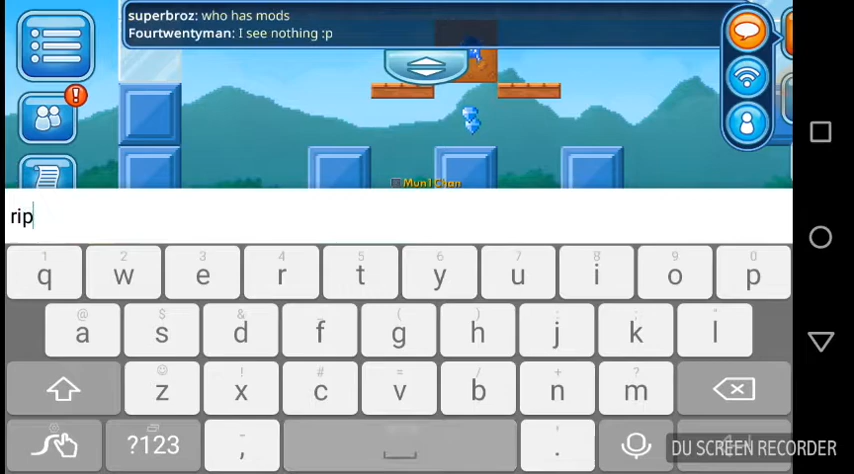 superbroz: who has mods
Fourtwentyman: I see nothing :p
!
Mun1Chan
rip
1 2 3 4 5 6 7 8 9 0
q w e r t y u i o p
@ $ & _ ( ) : ; "
a s d f g h j k l
! # = / + ?
z x c v b n m
?123 , .
DU SCREEN RECORDER